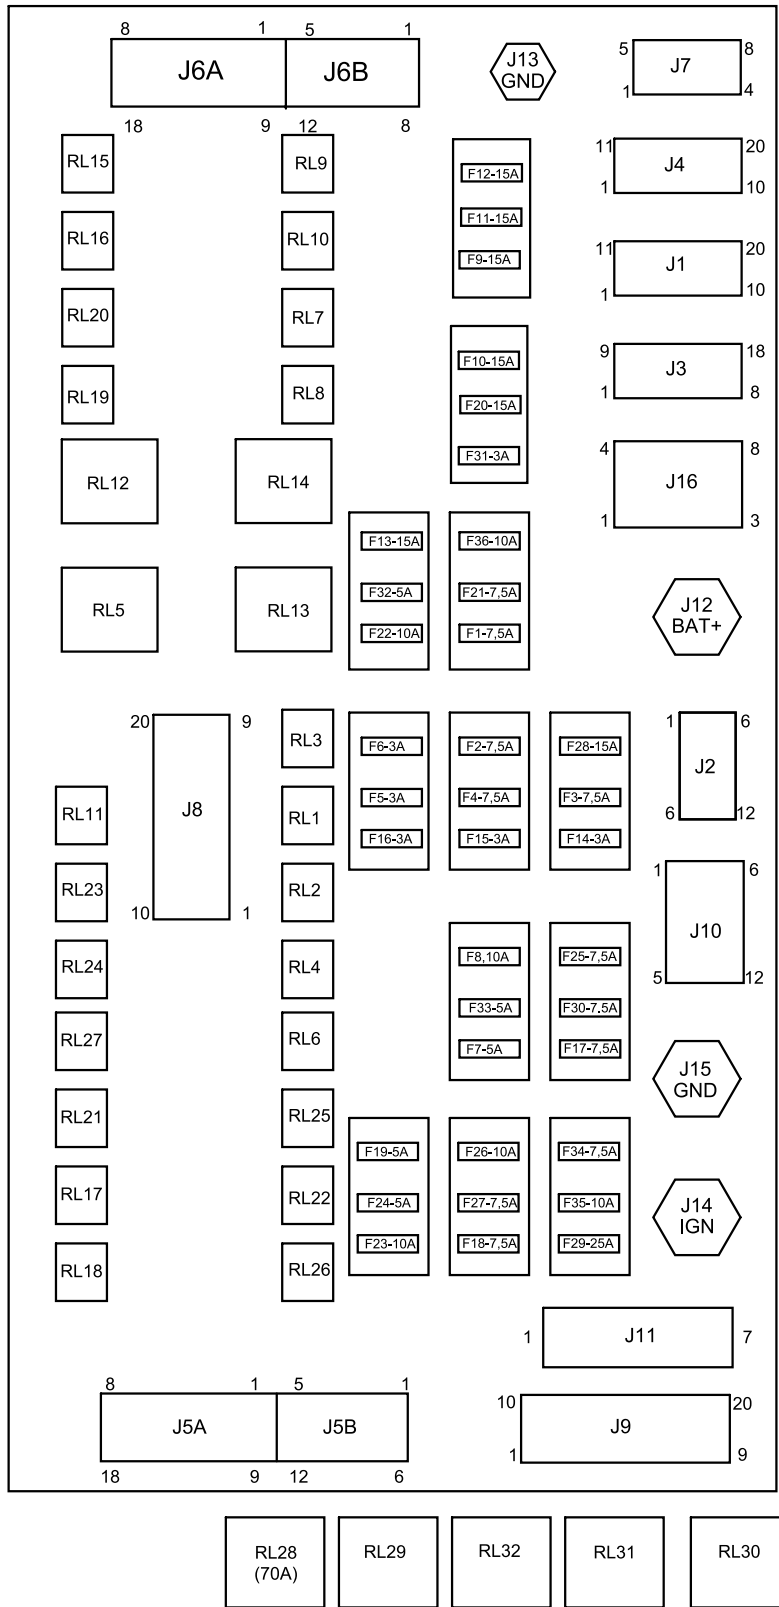 8 1 5 1
J6A J6B
18 9 12 8
J13
GND
5 8
J7
1 4
RL15 RL9
F12-15A
F11-15A
F9-15A
11 20
J4
1 10
RL16 RL10
11 20
J1
1 10
RL20 RL7
RL19 RL8
F10-15A
F20-15A
F31-3A
9 18
J3
1 8
RL12 RL14
4 8
J16
1 3
F13-15A F36-10A
F32-5A F21-7,5A
F22-10A F1-7,5A
RL5 RL13
J12
BAT+
20 9
J8
10 1
RL3
F6-3A F2-7,5A F28-15A
F5-3A F4-7,5A F3-7,5A
F16-3A F15-3A F14-3A
1 6
J2
6 12
RL11 RL1
RL23 RL2
1 6
J10
5 12
RL24 RL4
F8,10A F25-7,5A
F33-5A F30-7.5A
F7-5A F17-7,5A
RL27 RL6
J15
GND
RL21 RL25
F19-5A F26-10A F34-7,5A
F24-5A F27-7,5A F35-10A
F23-10A F18-7,5A F29-25A
RL17 RL22
J14
IGN
RL18 RL26
1 J11 7
8 1 5 1
J5A J5B
18 9 12 6
10 20
J9
1 9
RL28
(70A)
RL29 RL32 RL31 RL30